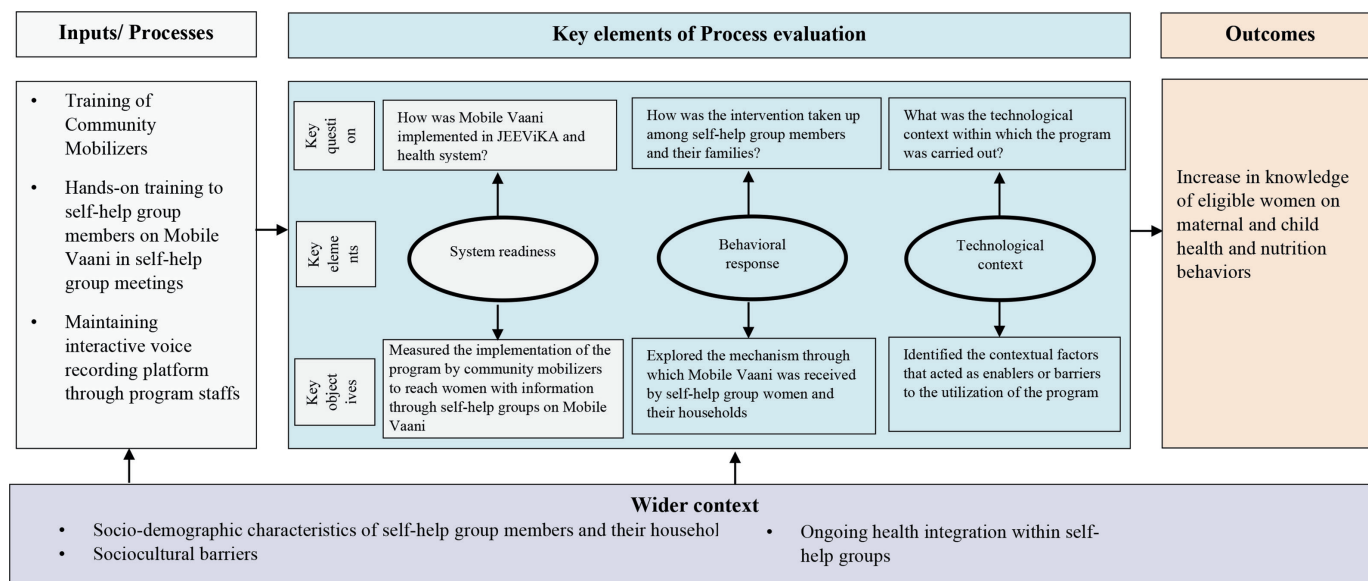 Inputs/ Processes
Key elements of Process evaluation
Outcomes
• Training of
Community
Mobilizers
• Hands-on training to
self-help group
members on Mobile
Vaani in self-help
group meetings
• Maintaining
interactive voice
recording platform
through program staffs
Key
questi
on
How was Mobile Vaani
implemented in JEEViKA and
health system?
How was the intervention taken up
among self-help group members
and their families?
What was the technological
context within which the program
was carried out?
Key
eleme
nts
System readiness
Behavioral
response
Technological
context
Key
object
ives
Measured the implementation of the
program by community mobilizers
to reach women with information
through self-help groups on Mobile
Vaani
Explored the mechanism through
which Mobile Vaani was received
by self-help group women and
their households
Identified the contextual factors
that acted as enablers or barriers
to the utilization of the program
Increase in knowledge
of eligible women on
maternal and child
health and nutrition
behaviors
Wider context
• Socio-demographic characteristics of self-help group members and their househol
• Sociocultural barriers
• Ongoing health integration within self-
help groups